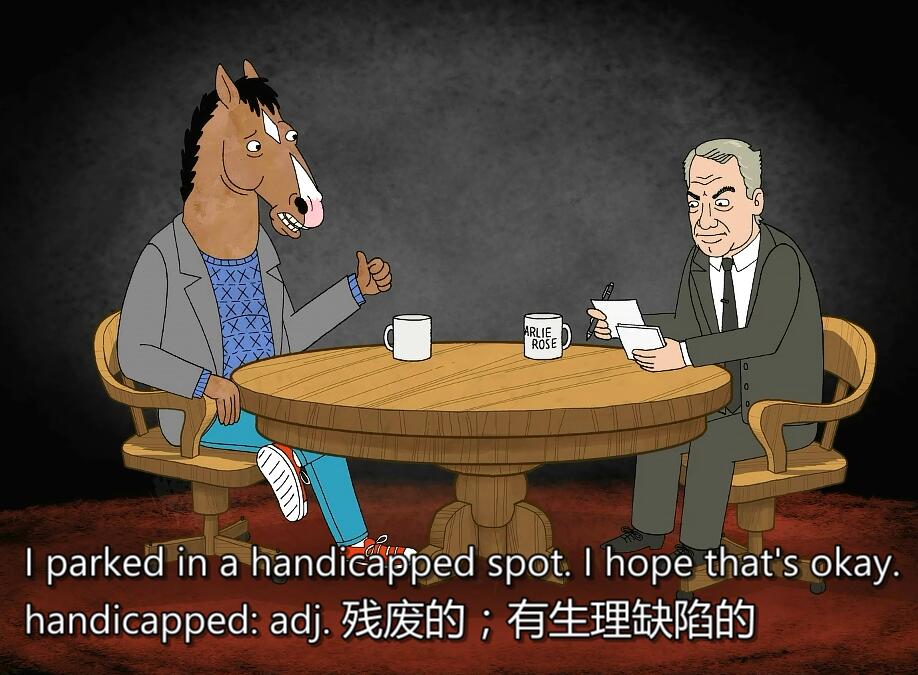 ARLIE
ROSE
I parked in a handicapped spot. I hope that's okay.
handicapped: adj. 残废的；有生理缺陷的